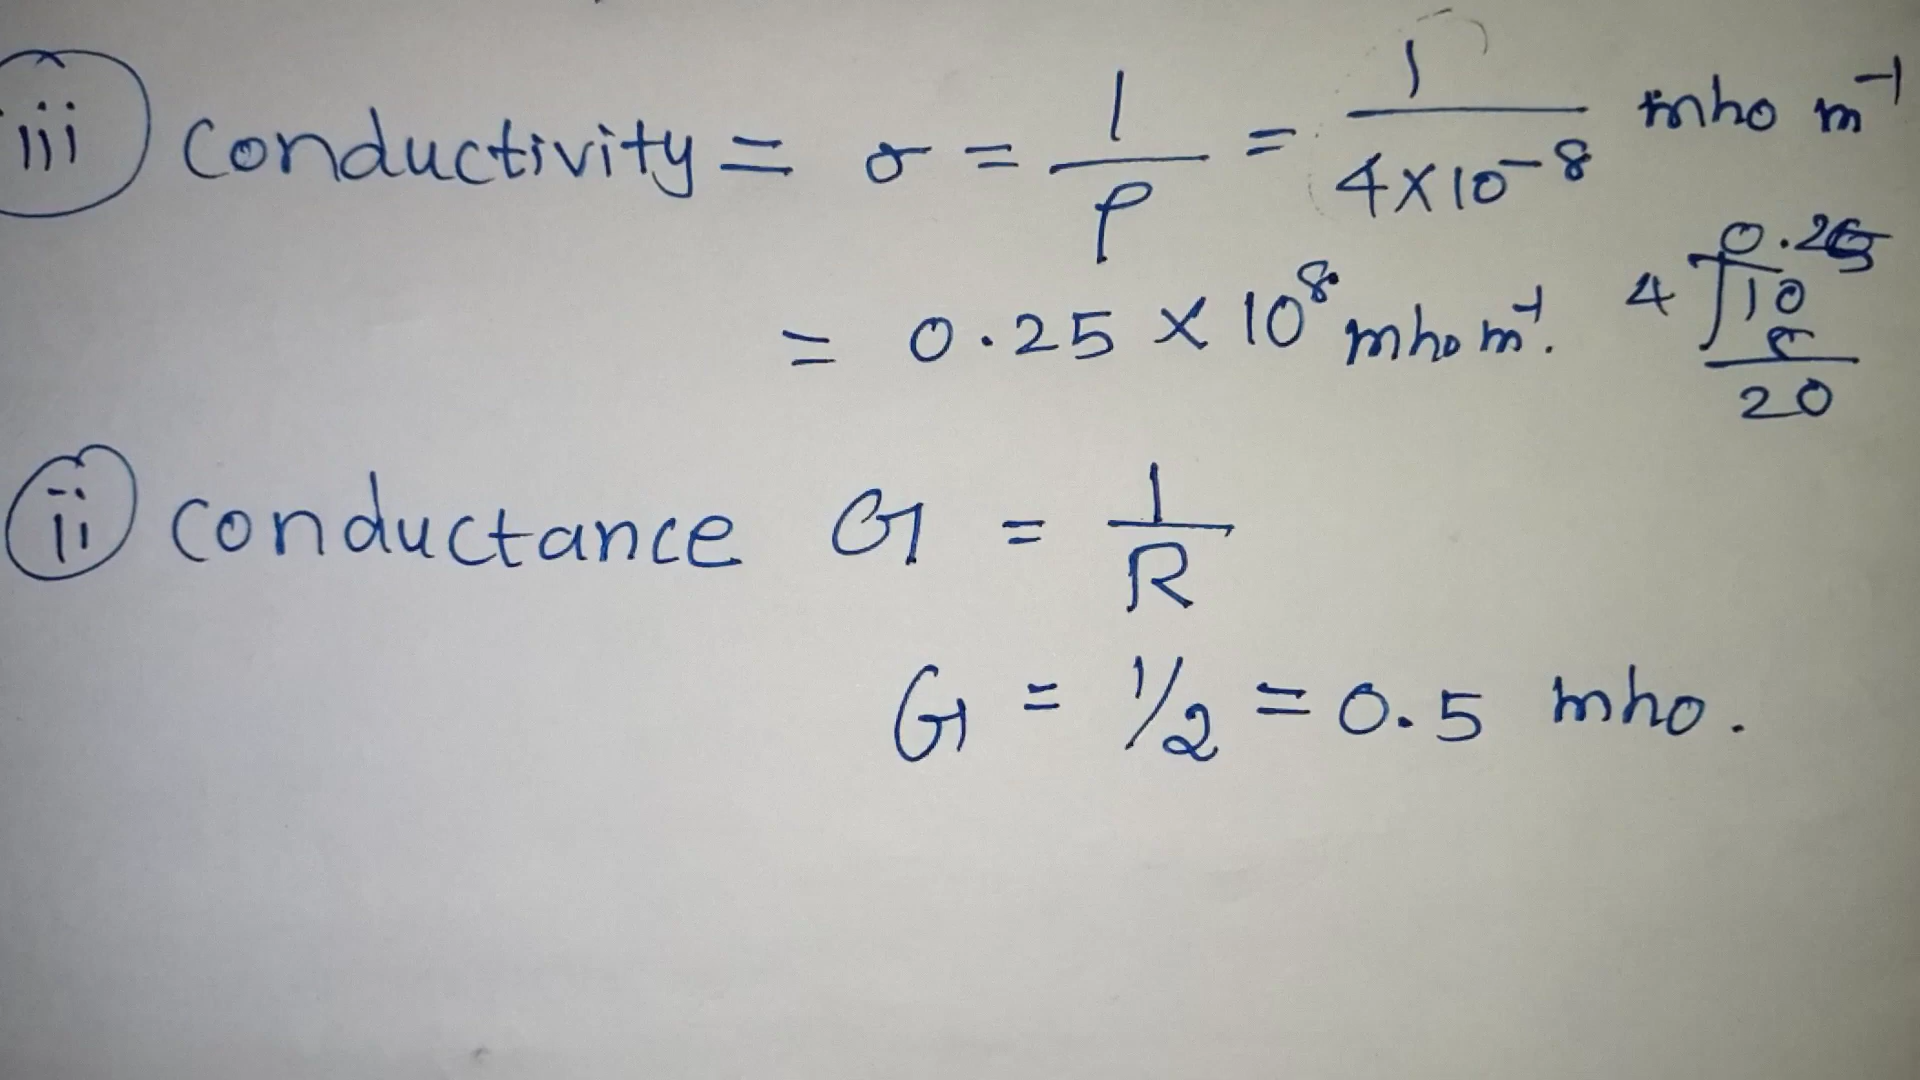 iii) conductivity = σ = 1/ρ = 1/(4×10⁻⁸) mho m⁻¹
= 0.25 × 10⁸ mho m⁻¹.
0.25
4 √10
8
20
ii) conductance G = 1/R
G = 1/2 = 0.5 mho.